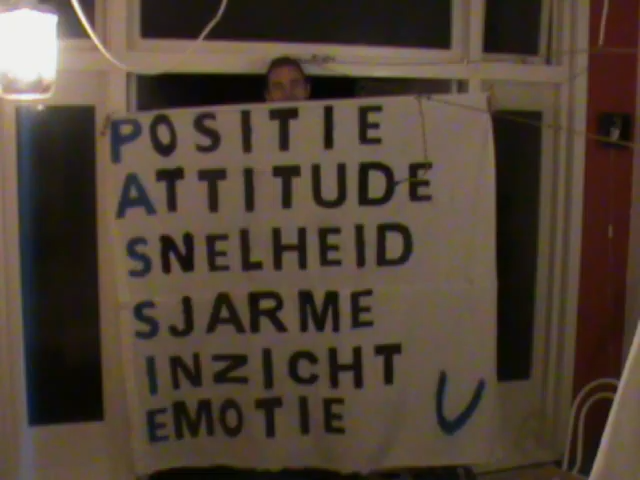 POSITIE
ATTITUDE
SNELHEID
SJARME
INZICHT
EMOTIE
U